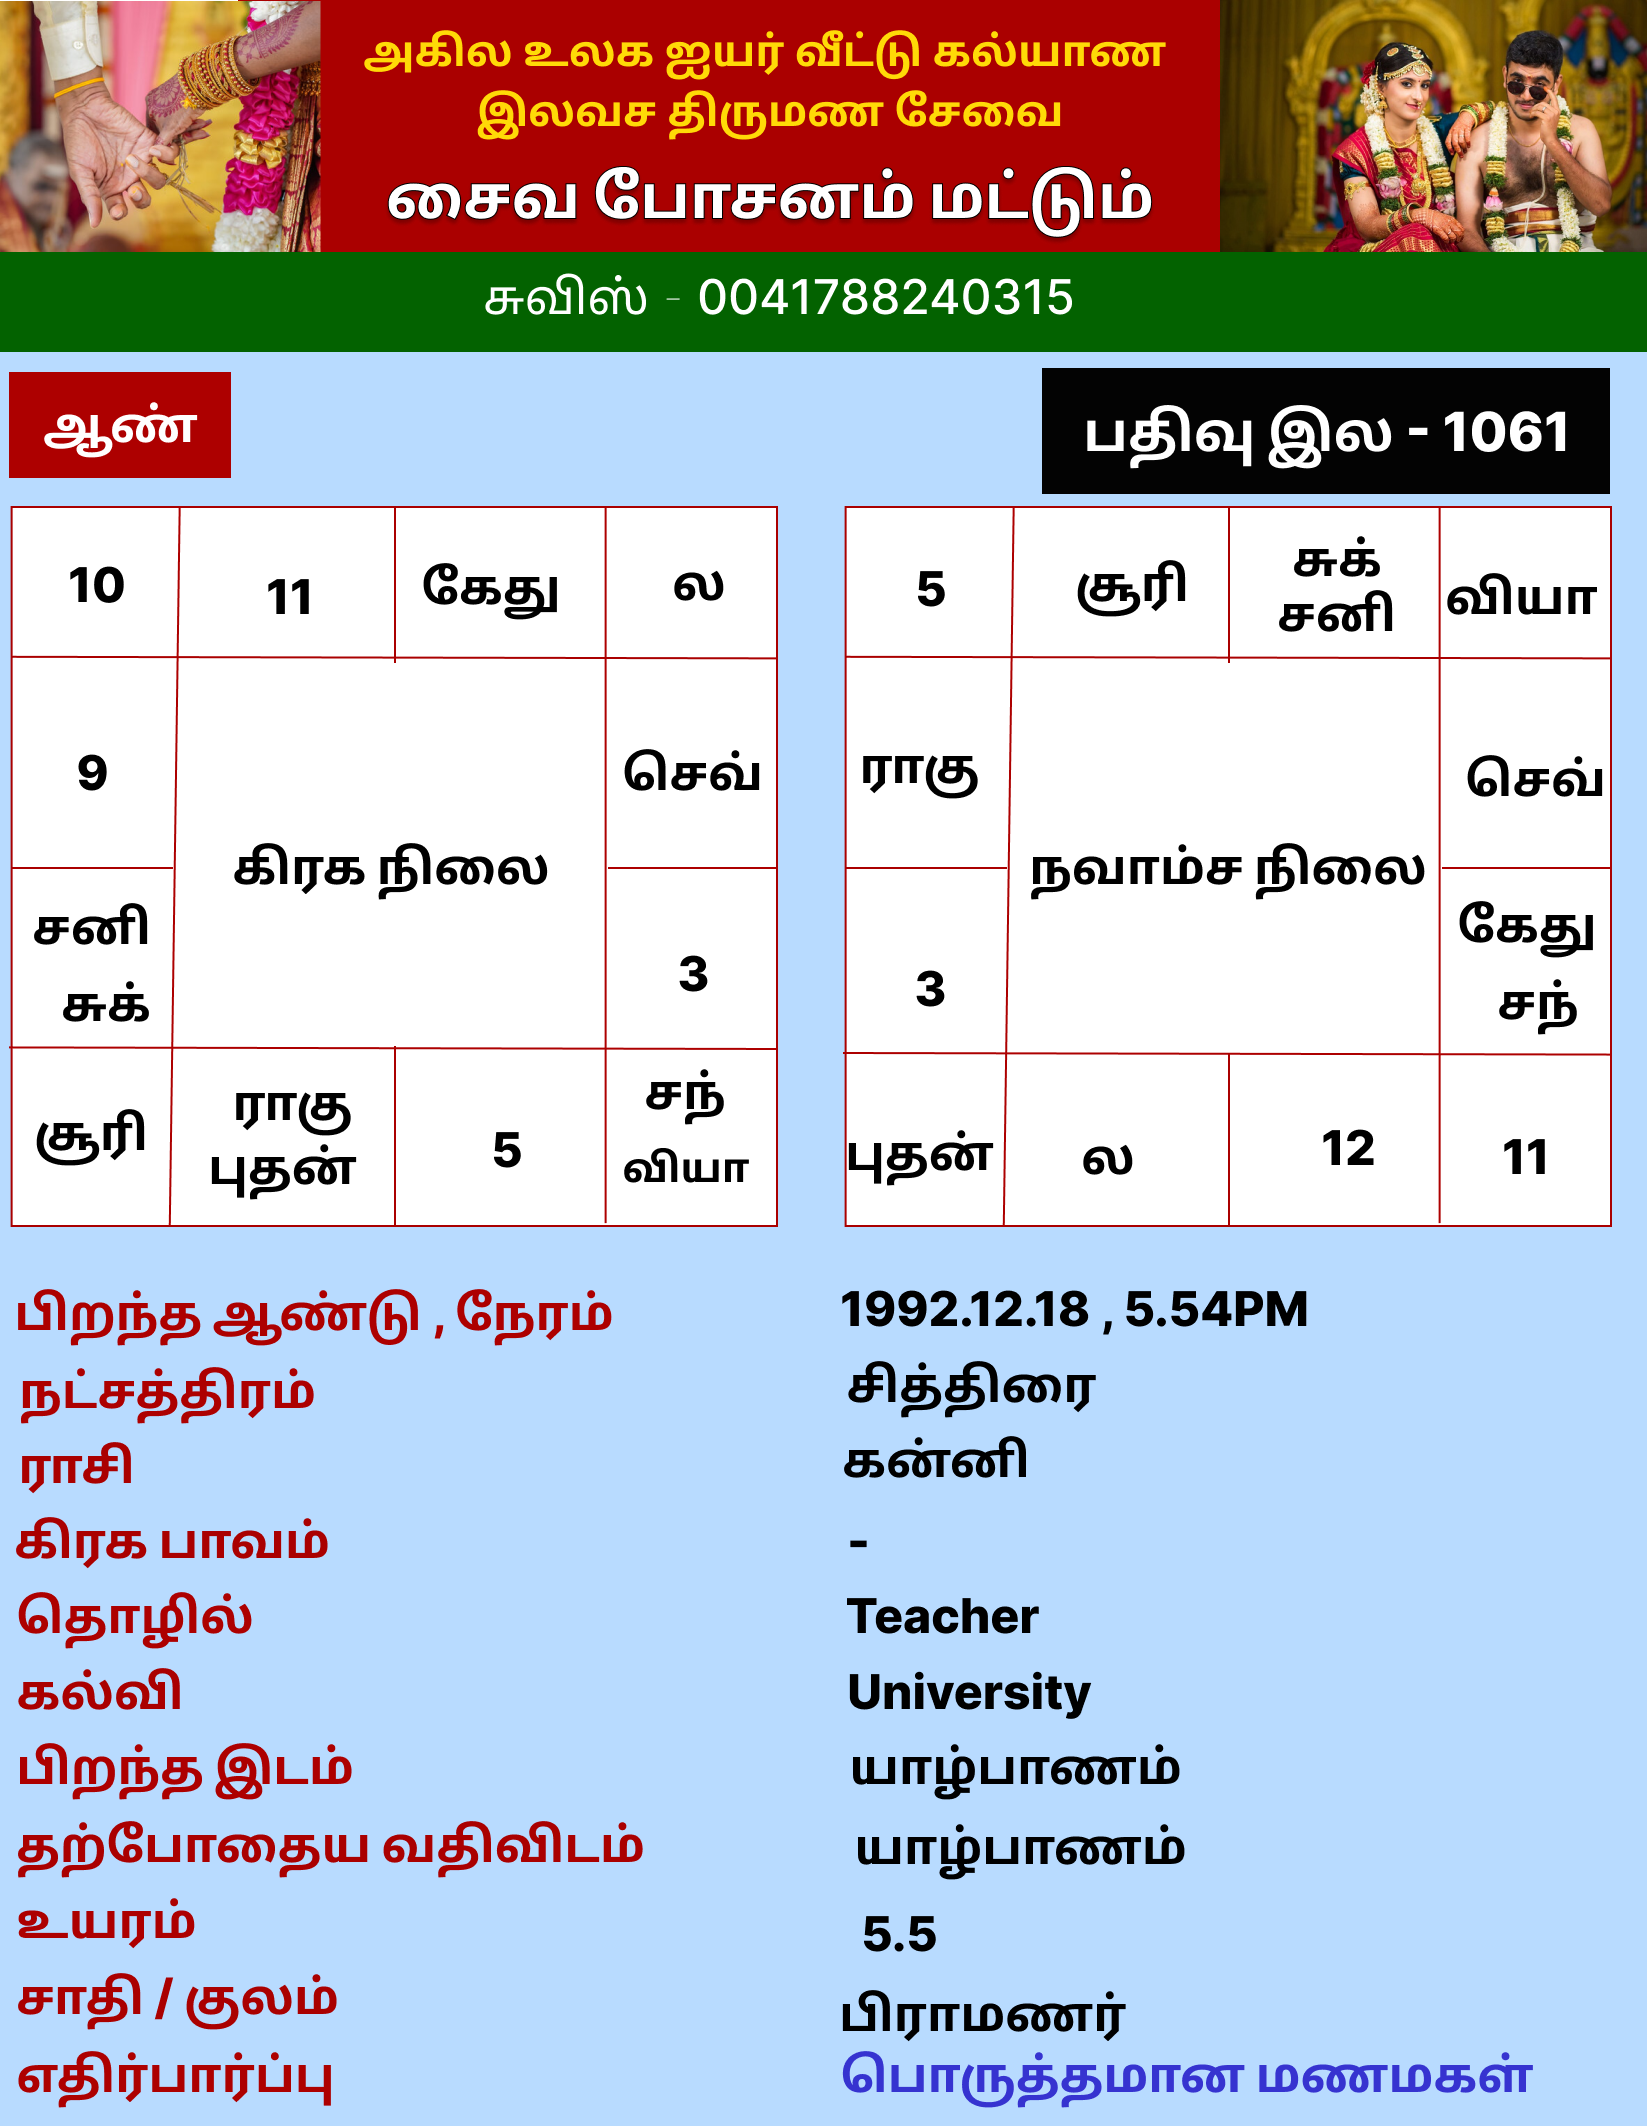 அகில உலக ஐயர் வீட்டு கல்யாண
இலவச திருமண சேவை
சைவ போசனம் மட்டும்
சுவிஸ் - 0041788240315
ஆண்
பதிவு இல - 1061
10
11
கேது
ல
9
செவ்
கிரக நிலை
சனி
சுக்
3
சூரி
ராகு
புதன்
5
சந்
வியா
5
சூரி
சுக்
சனி
வியா
ராகு
செவ்
நவாம்ச நிலை
3
கேது
சந்
புதன்
ல
12
11
பிறந்த ஆண்டு , நேரம் 1992.12.18 , 5.54PM
நட்சத்திரம் சித்திரை
ராசி கன்னி
கிரக பாவம் -
தொழில் Teacher
கல்வி University
பிறந்த இடம் யாழ்பாணம்
தற்போதைய வதிவிடம் யாழ்பாணம்
உயரம் 5.5
சாதி / குலம் பிராமணர்
எதிர்பார்ப்பு பொருத்தமான மணமகள்